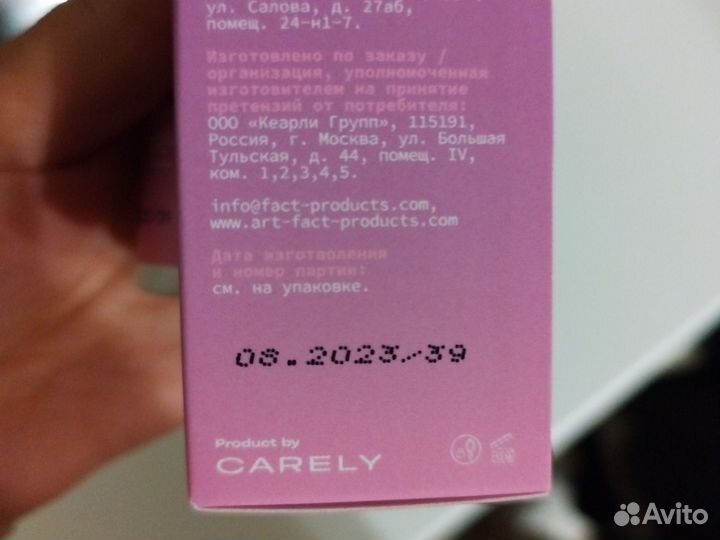 ул. Салова, д. 27аб,
помещ. 24-н1-7.
Изготовлено по заказу /
организация, уполномоченная
изготовителем на принятие
претензий от потребителя:
ООО «Кеарли Групп», 115191,
Россия, г. Москва, ул. Большая
Тульская, д. 44, помещ. IV,
ком. 1,2,3,4,5.
info@fact-products.com,
www.art-fact-products.com
Дата изготволения
и номер партии:
см. на упаковке.
08.2023/39
Product by
CARELY
Avito